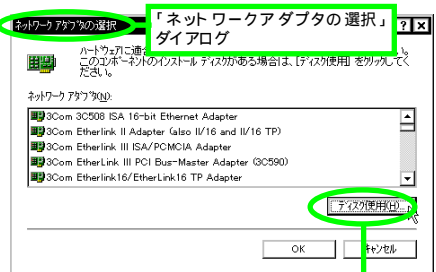 ネットワーク アダプタの選択
「ネットワークアダプタの選択」
ダイアログ
ハードウェアに適合
このコンポーネントのインストール ディスクがある場合は、[ディスク使用] をクリックしてく
ださい。
ネットワーク アダプタ(N):
3Com 3C508 ISA 16-bit Ethernet Adapter
3Com Etherlink II Adapter (also II/16 and II/16 TP)
3Com Etherlink III ISA/PCMCIA Adapter
3Com EtherLink III PCI Bus-Master Adapter (3C590)
3Com Etherlink16/EtherLink16 TP Adapter
ディスク使用(H)...
OK
キャンセル